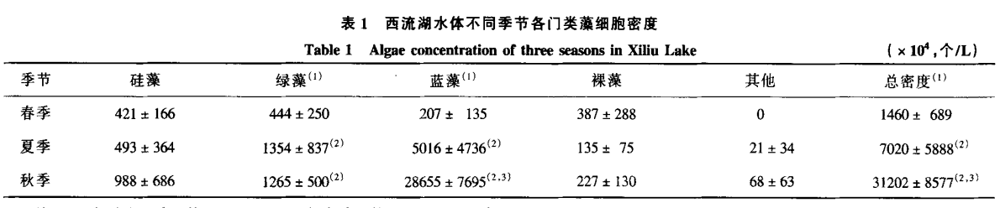 表 1 西流湖水体不同季节各门类藻细胞密度
Table 1 Algae concentration of three seasons in Xiliu Lake (×10⁴,个/L)
季节 硅藻 绿藻⁽¹⁾ 蓝藻⁽¹⁾ 裸藻 其他 总密度⁽¹⁾
春季 421±166 444±250 207± 135 387±288 0 1460± 689
夏季 493±364 1354±837⁽²⁾ 5016±4736⁽²⁾ 135± 75 21±34 7020±5888⁽²⁾
秋季 988±686 1265±500⁽²⁾ 28655±7695⁽²,³⁾ 227±130 68±63 31202±8577⁽²,³⁾